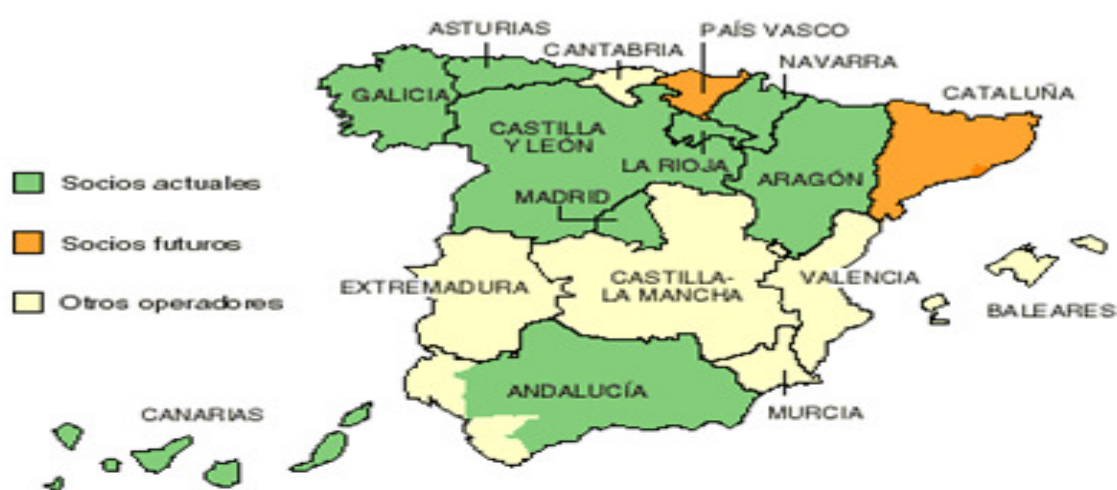 ASTURIAS
PAÍS VASCO
CANTABRIA
NAVARRA
CATALUÑA
GALICIA
CASTILLA
Y LEÓN
LA RIOJA
ARAGÓN
MADRID
Socios actuales
Socios futuros
Otros operadores
EXTREMADURA
CASTILLA-
LA MANCHA
VALENCIA
BALEARES
ANDALUCÍA
MURCIA
CANARIAS